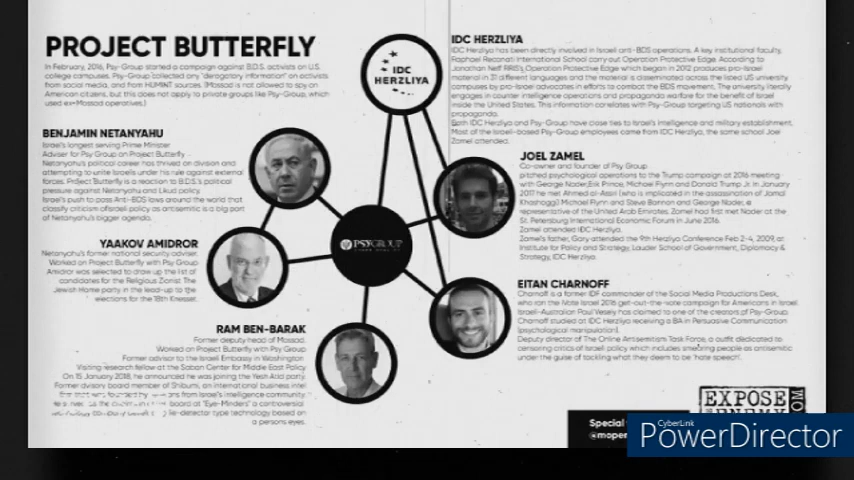 PROJECT BUTTERFLY
In February, 2016, Psy-Group started a campaign against B.D.S. activists on U.S.
college campuses. Psy-Group collected any "derogatory information" on activists
from social media, and from HUMINT sources. (Mossad is not allowed to spy on
American citizens, but this does not apply to private groups like Psy-Group, which
used ex-Mossad operatives.)
BENJAMIN NETANYAHU
Israel's longest serving Prime Minister
Adviser for Psy Group on Project Butterfly
Netanyahu's political career has thrived on division and
attempting to unite Israelis under his rule against external
forces. Project Butterfly is a reaction to B.D.S.'s political
pressure against Netanyahu and Likud policy.
Israel's push to pass Anti-BDS laws around the world that
classify criticism of Israeli policy as antisemitic is a big part
of Netanyahu's bigger agenda.
YAAKOV AMIDROR
Netanyahu's former national security adviser.
Worked on Project Butterfly with Psy Group
Amidror was selected to draw up the list of
candidates for the Religious Zionist The
Jewish Home party in the lead-up to the
elections for the 18th Knesset.
RAM BEN-BARAK
Former deputy head of Mossad.
Worked on Project Butterfly with Psy Group
Former advisor to the Israeli Embassy in Washington
Visiting research fellow at the Saban Center for Middle East Policy
On 15 January 2018, he announced he was joining the Yesh Atid party.
Former advisory board member of Shibumi, an international business intel
from Israel's intelligence community.
board at "Eye-Minders" a controversial
lie-detector type technology based on
a persons eyes.
IDC
HERZLIYA
PSYGROUP
IDC HERZLIYA
IDC Herzliya has been directly involved in Israeli anti-BDS operations. A key institutional faculty,
Raphael Recanati International School carry out Operation Protective Edge. According to
Jonathan Neff RRIS's, Operation Protective Edge which began in 2012 produces pro-Israel
material in 31 different languages and the material is disseminated across the listed US university
campuses by pro-Israel advocates in efforts to combat the BDS movement. The university literally
engages in counter intelligence operations and propaganda warfare for the benefit of Israel
inside the United States. This information correlates with Psy-Group targeting US nationals with
propaganda.
Both IDC Herzliya and Psy-Group have close ties to Israel's intelligence and military establishment.
Most of the Israeli-based Psy-Group employees came from IDC Herzliya, the same school Joel
Zamel attended.
JOEL ZAMEL
Co-owner and founder of Psy Group
pitched psychological operations to the Trump campaign at 2016 meeting
with George Nader, Erik Prince, Michael Flynn and Donald Trump Jr. In January
2017 he met Ahmed al-Assiri (who is implicated in the assassination of Jamal
Khashoggi) Michael Flynn and Steve Bannon and George Nader, a
representative of the United Arab Emirates. Zamel had first met Nader at the
St. Petersburg International Economic Forum in June 2016.
Zamel attended IDC Herzliya.
Zamel's father, Gary attended the 9th Herzliya Conference Feb 2-4, 2009, at
Institute for Policy and Strategy, Lauder School of Government, Diplomacy &
Strategy, IDC Herzliya.
EITAN CHARNOFF
Charnoff is a former IDF commander of the Social Media Productions Desk,
who ran the iVote Israel 2016 get-out-the-vote campaign for Americans in Israel
Israeli-Australian Paul Vesely has claimed to one of the creators of Psy-Group
Charnoff studied at IDC Herzliya receiving a BA in Persuasive Communication
[psychological manipulation].
Deputy director of The Online Antisemitism Task Force, a outfit dedicated to
censoring critics of Israeli policy which includes smearing people as antisemitic
under the guise of tackling what they deem to be 'hate speech'.
EXPOSE
THE ENEMY
.COM
Special
@moper
CyberLink
PowerDirector